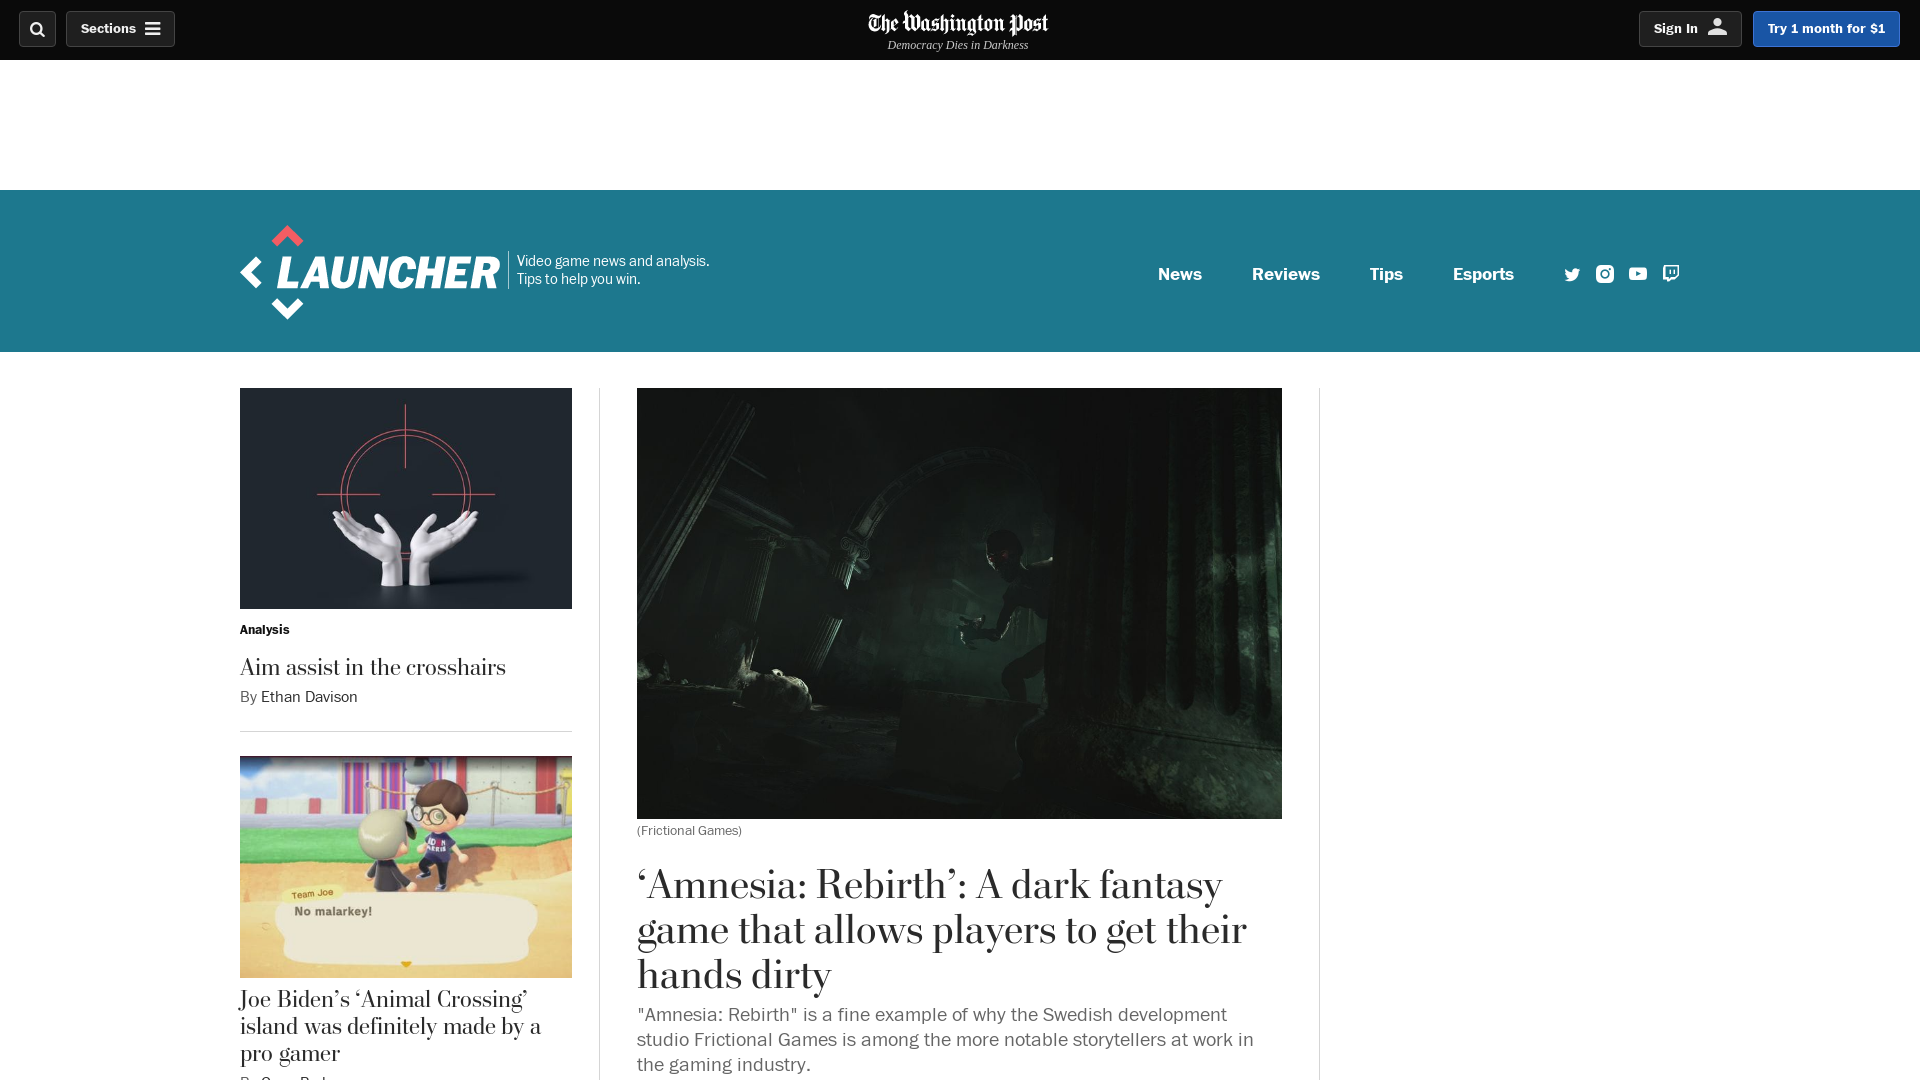 Sections
The Washington Post
Democracy Dies in Darkness
Sign In
Try 1 month for $1
LAUNCHER
Video game news and analysis.
Tips to help you win.
News
Reviews
Tips
Esports
Analysis
Aim assist in the crosshairs
By Ethan Davison
Team Joe
No malarkey!
Joe Biden’s ‘Animal Crossing’
island was definitely made by a
pro gamer
(Frictional Games)
‘Amnesia: Rebirth’: A dark fantasy
game that allows players to get their
hands dirty
"Amnesia: Rebirth" is a fine example of why the Swedish development
studio Frictional Games is among the more notable storytellers at work in
the gaming industry.